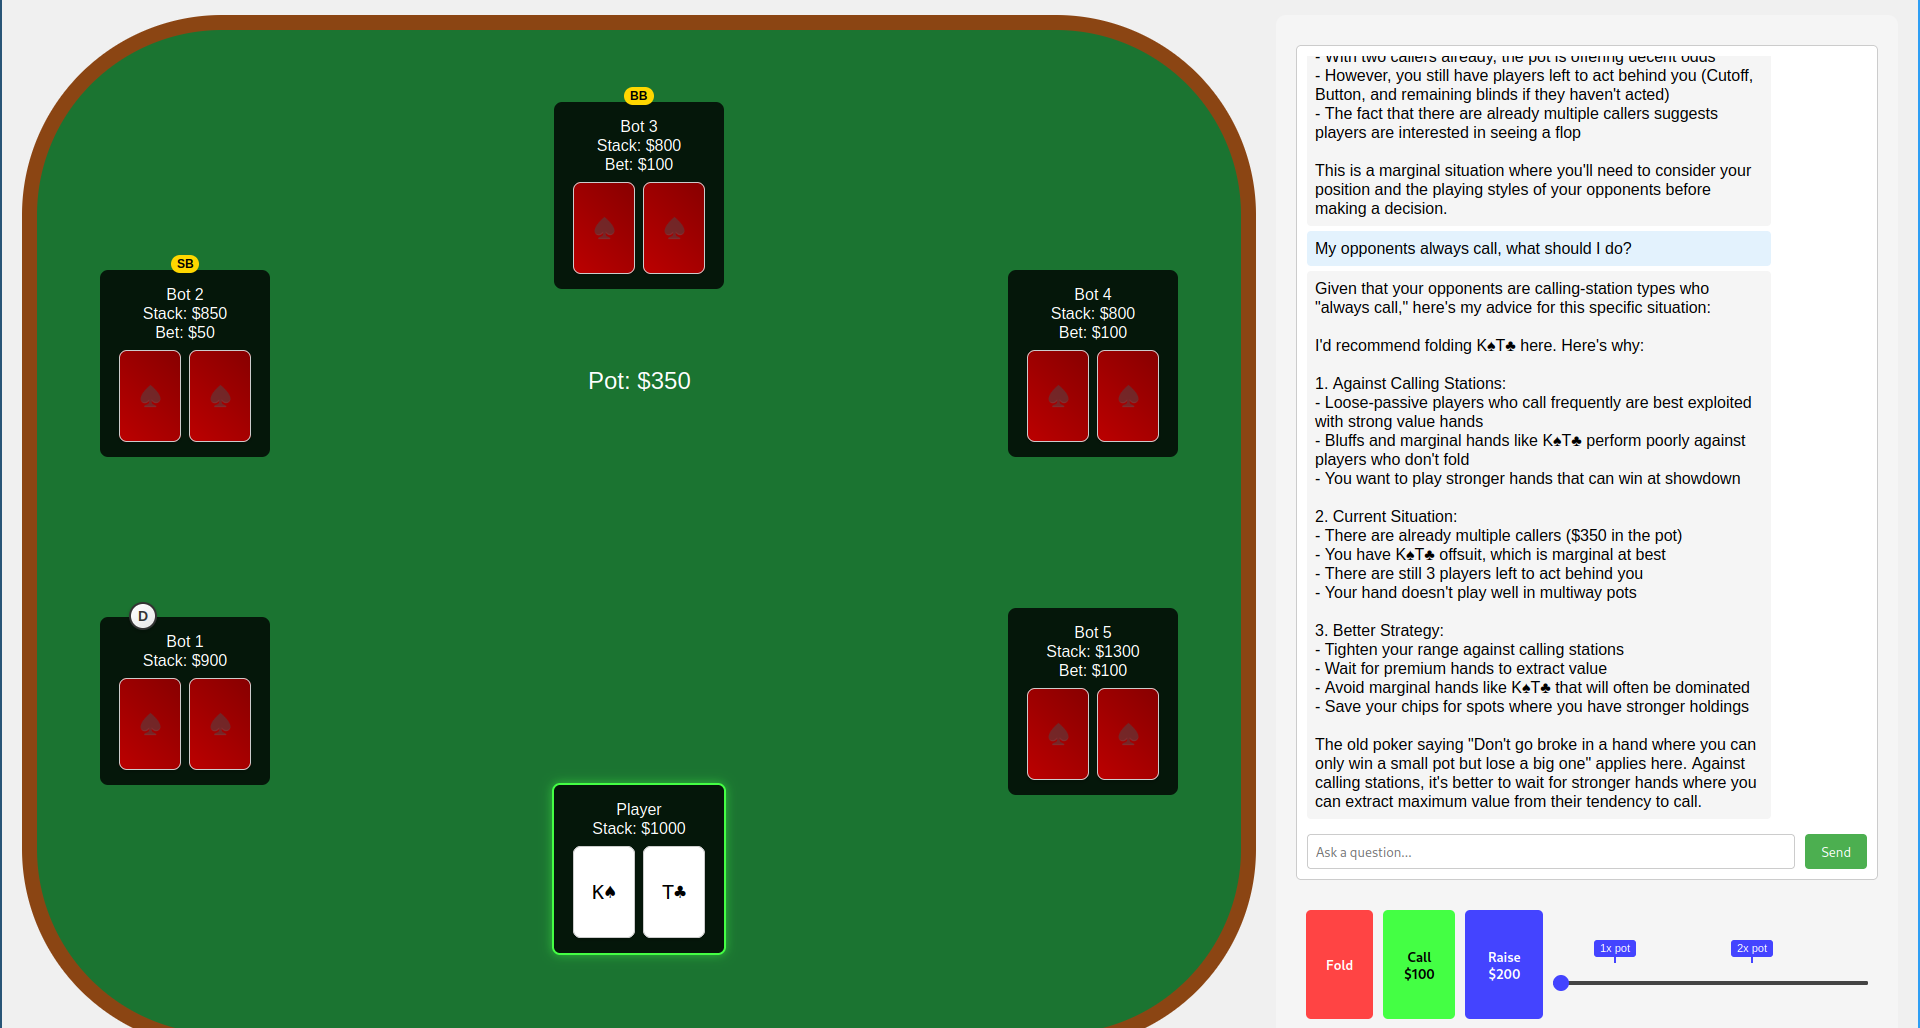 BB
Bot 3
Stack: $800
Bet: $100
SB
Bot 2
Stack: $850
Bet: $50
Bot 4
Stack: $800
Bet: $100
Pot: $350
D
Bot 1
Stack: $900
Bot 5
Stack: $1300
Bet: $100
Player
Stack: $1000
K♠ T♣
- With two callers already, the pot is offering decent odds
- However, you still have players left to act behind you (Cutoff,
Button, and remaining blinds if they haven't acted)
- The fact that there are already multiple callers suggests
players are interested in seeing a flop
This is a marginal situation where you'll need to consider your
position and the playing styles of your opponents before
making a decision.
My opponents always call, what should I do?
Given that your opponents are calling-station types who
"always call," here's my advice for this specific situation:
I'd recommend folding K♠T♣ here. Here's why:
1. Against Calling Stations:
- Loose-passive players who call frequently are best exploited
with strong value hands
- Bluffs and marginal hands like K♠T♣ perform poorly against
players who don't fold
- You want to play stronger hands that can win at showdown
2. Current Situation:
- There are already multiple callers ($350 in the pot)
- You have K♠T♣ offsuit, which is marginal at best
- There are still 3 players left to act behind you
- Your hand doesn't play well in multiway pots
3. Better Strategy:
- Tighten your range against calling stations
- Wait for premium hands to extract value
- Avoid marginal hands like K♠T♣ that will often be dominated
- Save your chips for spots where you have stronger holdings
The old poker saying "Don't go broke in a hand where you can
only win a small pot but lose a big one" applies here. Against
calling stations, it's better to wait for stronger hands where you
can extract maximum value from their tendency to call.
Ask a question...
Send
Fold
Call
$100
Raise
$200
1x pot
2x pot